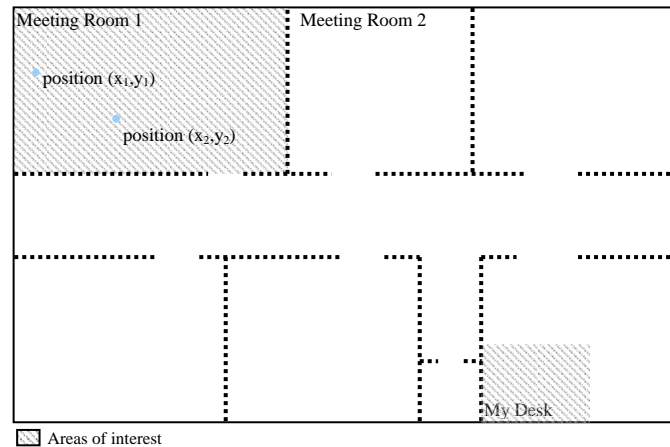 Meeting Room 1
Meeting Room 2
position (x₁,y₁)
position (x₂,y₂)
My Desk
Areas of interest